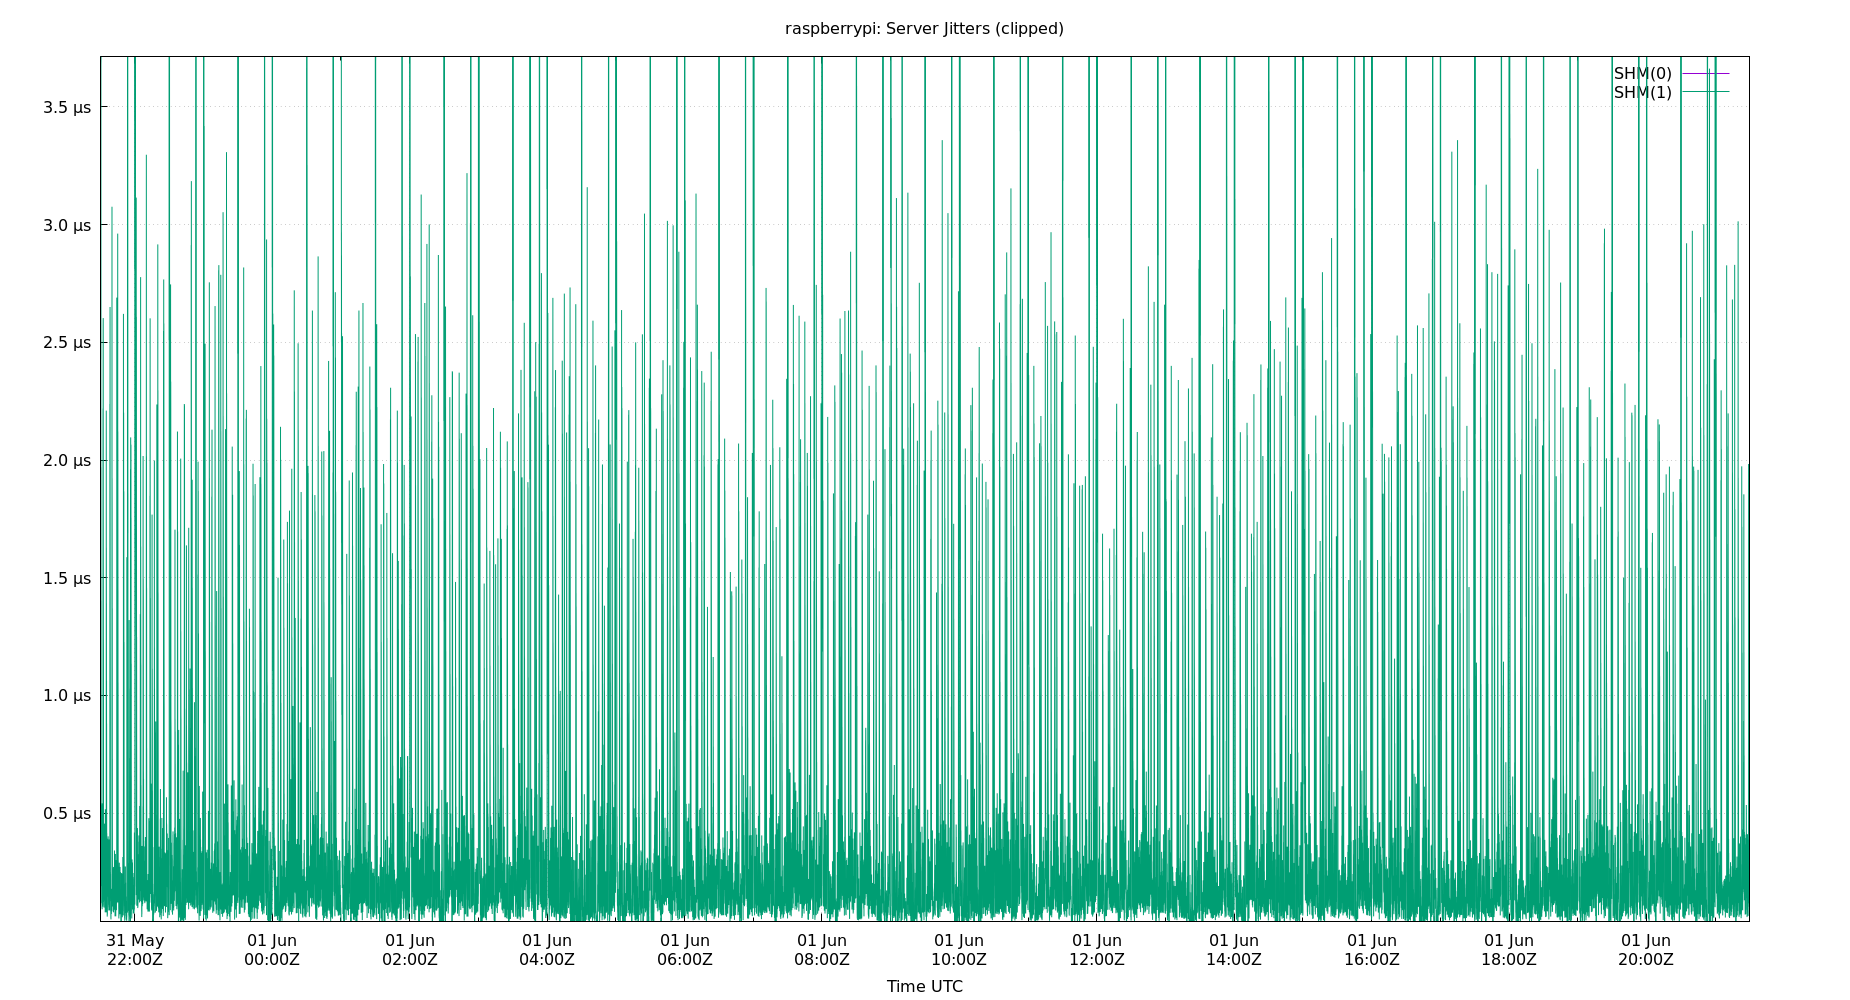 raspberrypi: Server Jitters (clipped)
SHM(0)
SHM(1)
3.5 μs
3.0 μs
2.5 μs
2.0 μs
1.5 μs
1.0 μs
0.5 μs
31 May 01 Jun 01 Jun 01 Jun 01 Jun 01 Jun 01 Jun 01 Jun 01 Jun 01 Jun 01 Jun 01 Jun
22:00Z 00:00Z 02:00Z 04:00Z 06:00Z 08:00Z 10:00Z 12:00Z 14:00Z 16:00Z 18:00Z 20:00Z
Time UTC